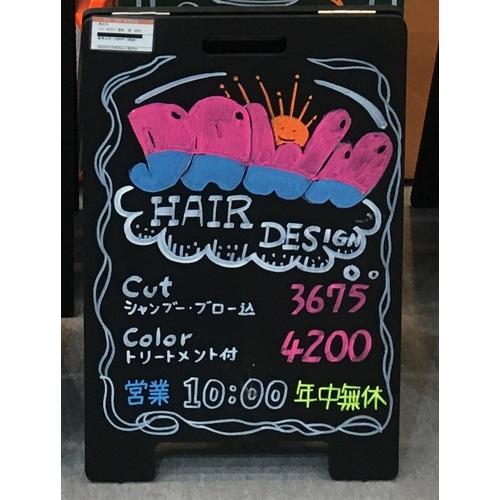 HAIR
DESIGN
Cut 3675
シャンプー・ブロー込
Color 4200
トリートメント付
営業 10:00 年中無休